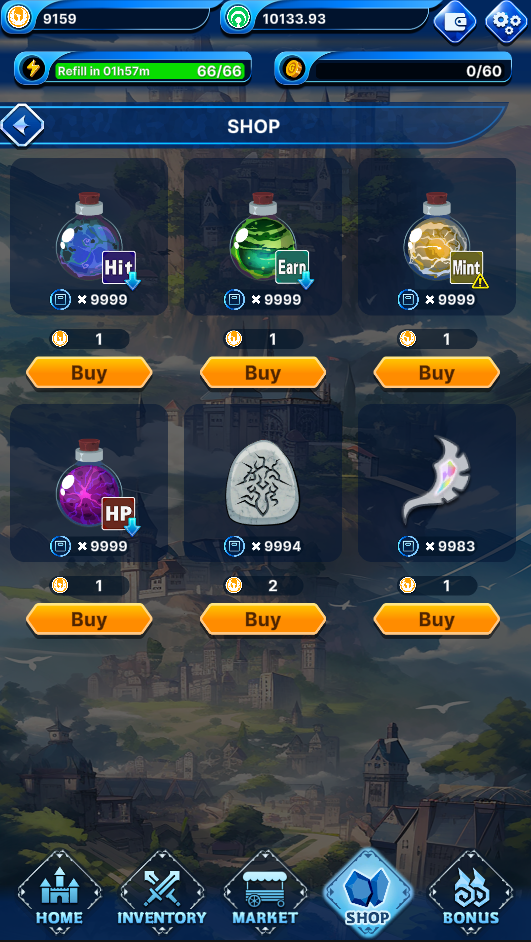 9159
10133.93
Refill in 01h57m 66/66
0/60
SHOP
Hit
Earn
Mint
×9999
×9999
×9999
1
1
1
Buy
Buy
Buy
HP
×9999
×9994
×9983
1
2
1
Buy
Buy
Buy
HOME
INVENTORY
MARKET
SHOP
BONUS